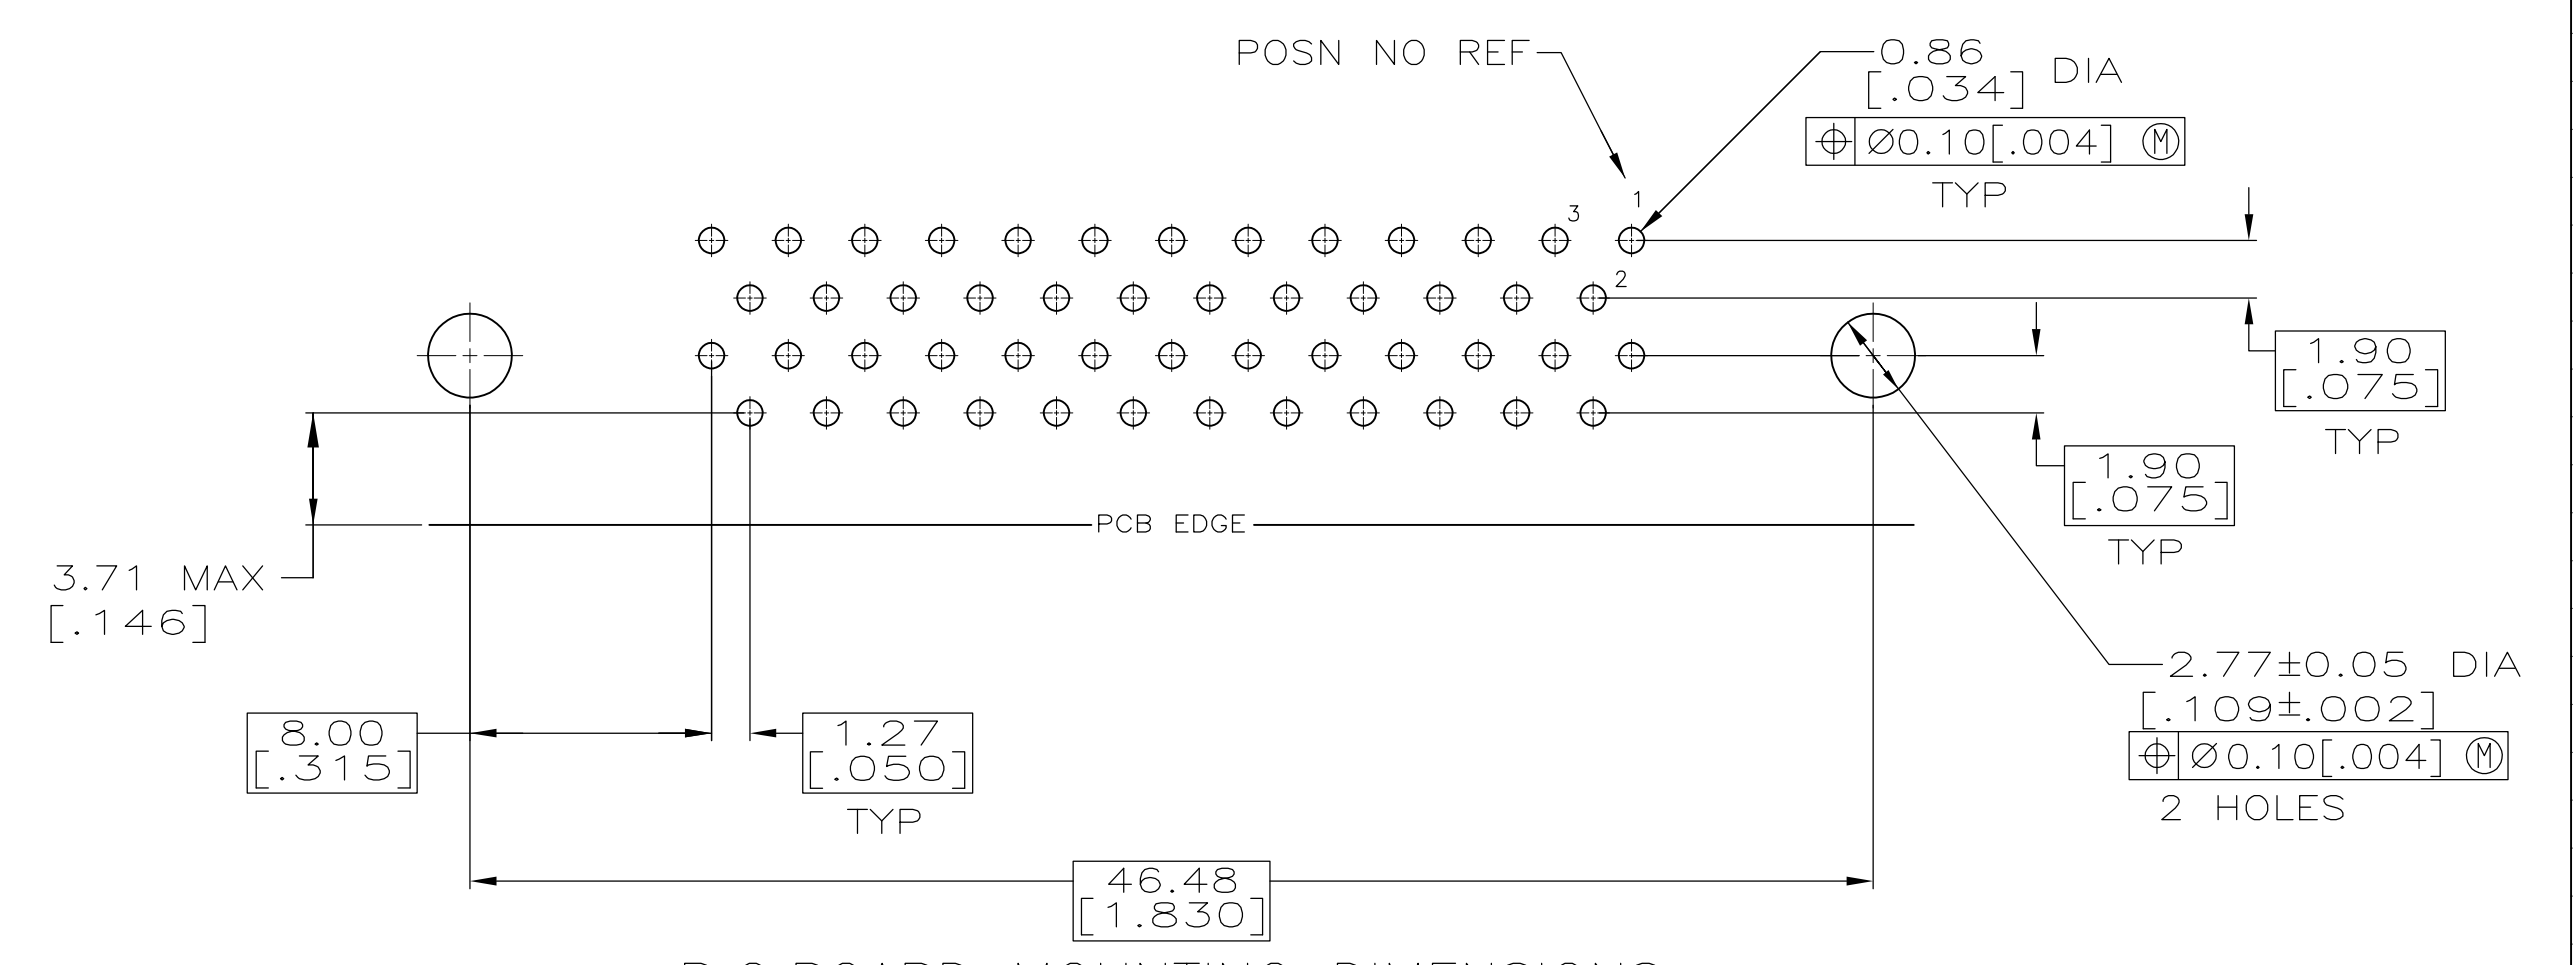 POSN NO REF
0.86
[.034] DIA
⌖ Ø0.10[.004] Ⓜ
TYP
1
3
2
1.90
[.075]
TYP
1.90
[.075]
TYP
PCB EDGE
3.71 MAX
[.146]
2.77±0.05 DIA
[.109±.002]
⌖ Ø0.10[.004] Ⓜ
2 HOLES
8.00
[.315]
1.27
[.050]
TYP
46.48
[1.830]